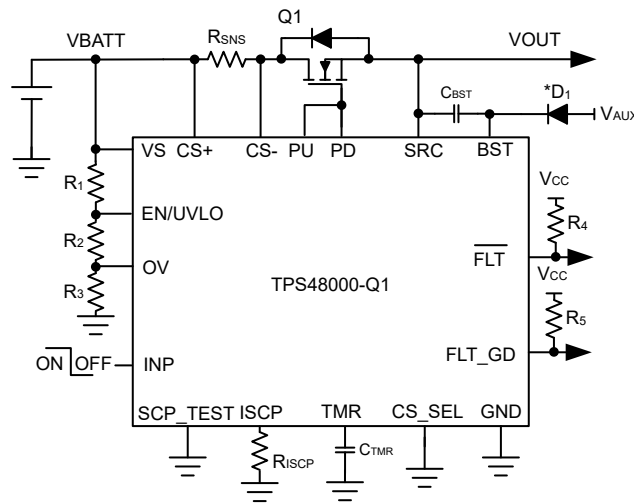 Q1
VBATT
RSNS
VOUT
CBST
*D1
VAUX
VS
CS+
CS-
PU
PD
SRC
BST
R1
EN/UVLO
R2
OV
R3
VCC
R4
FLT
TPS48000-Q1
VCC
R5
FLT_GD
ON
OFF
INP
SCP_TEST
ISCP
TMR
CS_SEL
GND
RISCP
CTMR